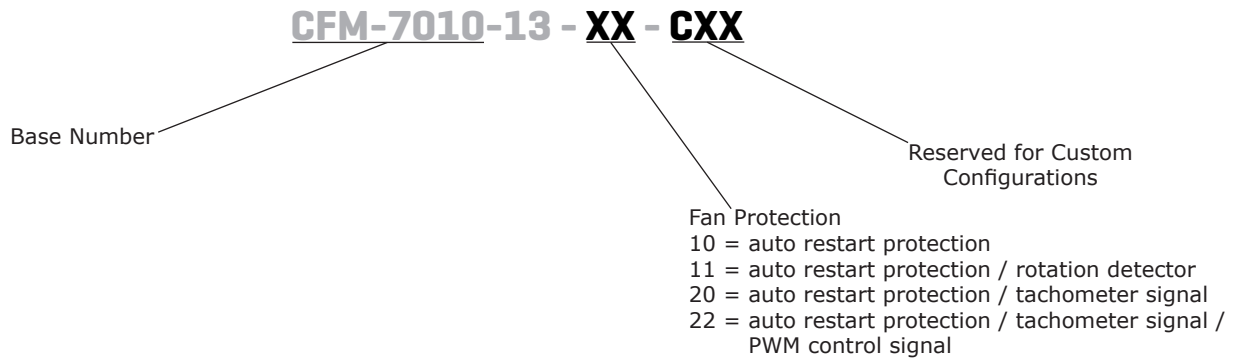 CFM-7010-13 - XX - CXX
Base Number
Reserved for Custom
Configurations
Fan Protection
10 = auto restart protection
11 = auto restart protection / rotation detector
20 = auto restart protection / tachometer signal
22 = auto restart protection / tachometer signal /
PWM control signal